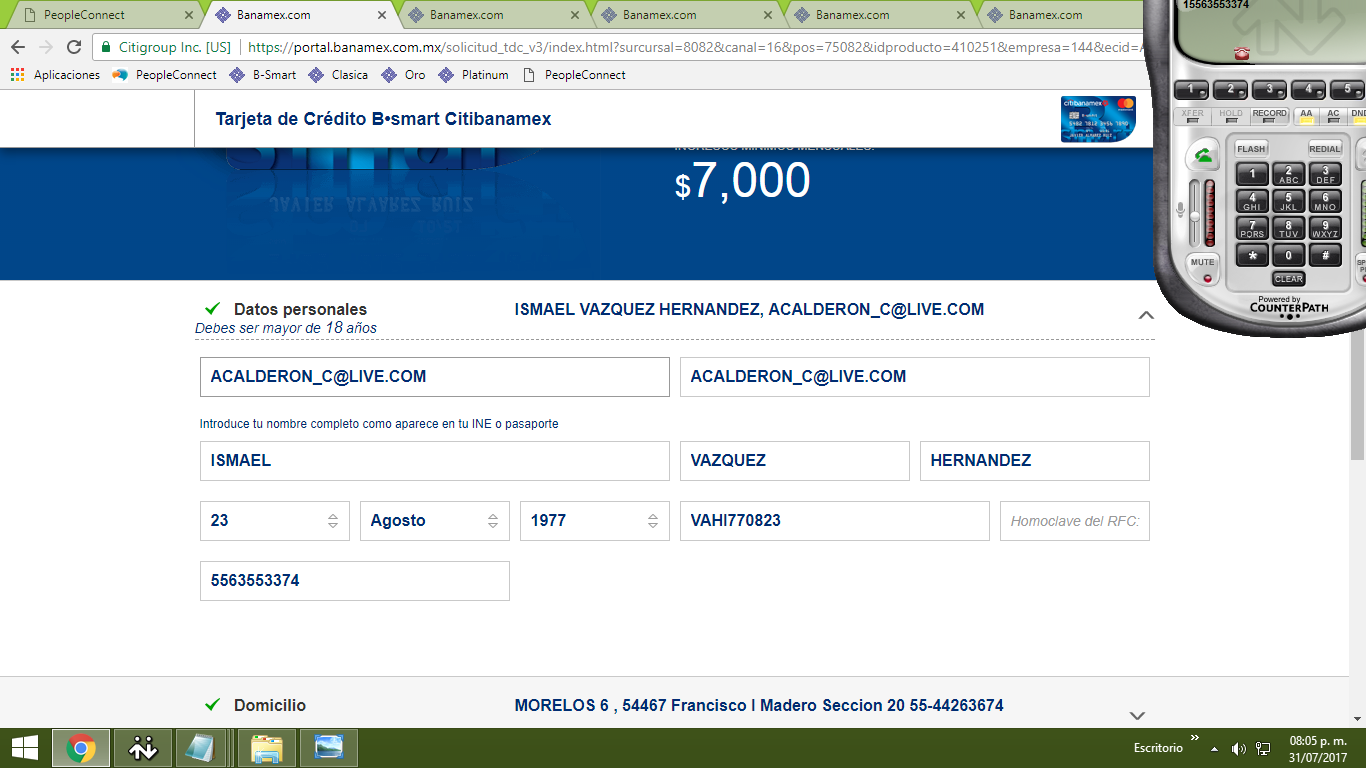 PeopleConnect
Banamex.com
Banamex.com
Banamex.com
Banamex.com
Banamex.com
Citigroup Inc. [US]
https://portal.banamex.com.mx/solicitud_tdc_v3/index.html?surcursal=8082&canal=16&pos=75082&idproducto=410251&empresa=144&ecid=
Aplicaciones PeopleConnect B-Smart Clasica Oro Platinum PeopleConnect
Tarjeta de Crédito B•smart Citibanamex
citibanamex
INGRESOS MÍNIMOS MENSUALES:
$7,000
JAVIER ALVAREZ RUIZ
Datos personales
ISMAEL VAZQUEZ HERNANDEZ, ACALDERON_C@LIVE.COM
Debes ser mayor de 18 años
ACALDERON_C@LIVE.COM
ACALDERON_C@LIVE.COM
Introduce tu nombre completo como aparece en tu INE o pasaporte
ISMAEL
VAZQUEZ
HERNANDEZ
23
Agosto
1977
VAHI770823
Homoclave del RFC:
5563553374
Domicilio
MORELOS 6 , 54467 Francisco I Madero Seccion 20 55-44263674
15563553374
1 2 3 4 5
XFER HOLD RECORD AA AC DND
FLASH REDIAL
1 2 ABC 3 DEF
4 GHI 5 JKL 6 MNO
7 PQRS 8 TUV 9 WXYZ
* 0 #
MUTE
CLEAR
Powered by
COUNTERPATH
Escritorio
08:05 p. m.
31/07/2017